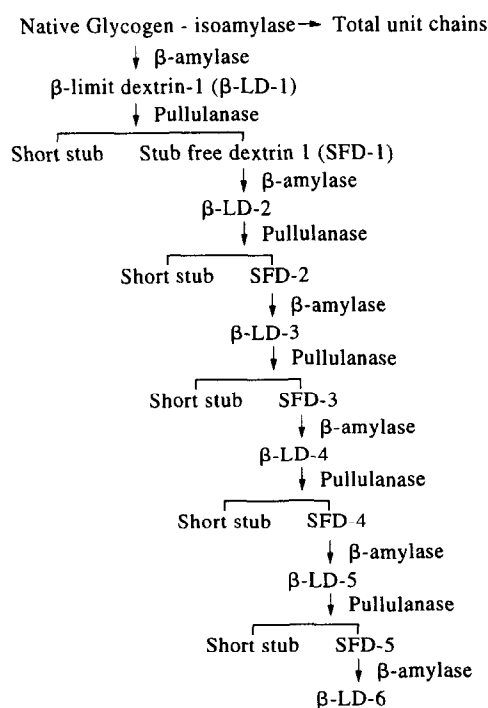 Native Glycogen - isoamylase→ Total unit chains
β-amylase
β-limit dextrin-1 (β-LD-1)
Pullulanase
Short stub Stub free dextrin 1 (SFD-1)
β-amylase
β-LD-2
Pullulanase
Short stub SFD-2
β-amylase
β-LD-3
Pullulanase
Short stub SFD-3
β-amylase
β-LD-4
Pullulanase
Short stub SFD-4
β-amylase
β-LD-5
Pullulanase
Short stub SFD-5
β-amylase
β-LD-6